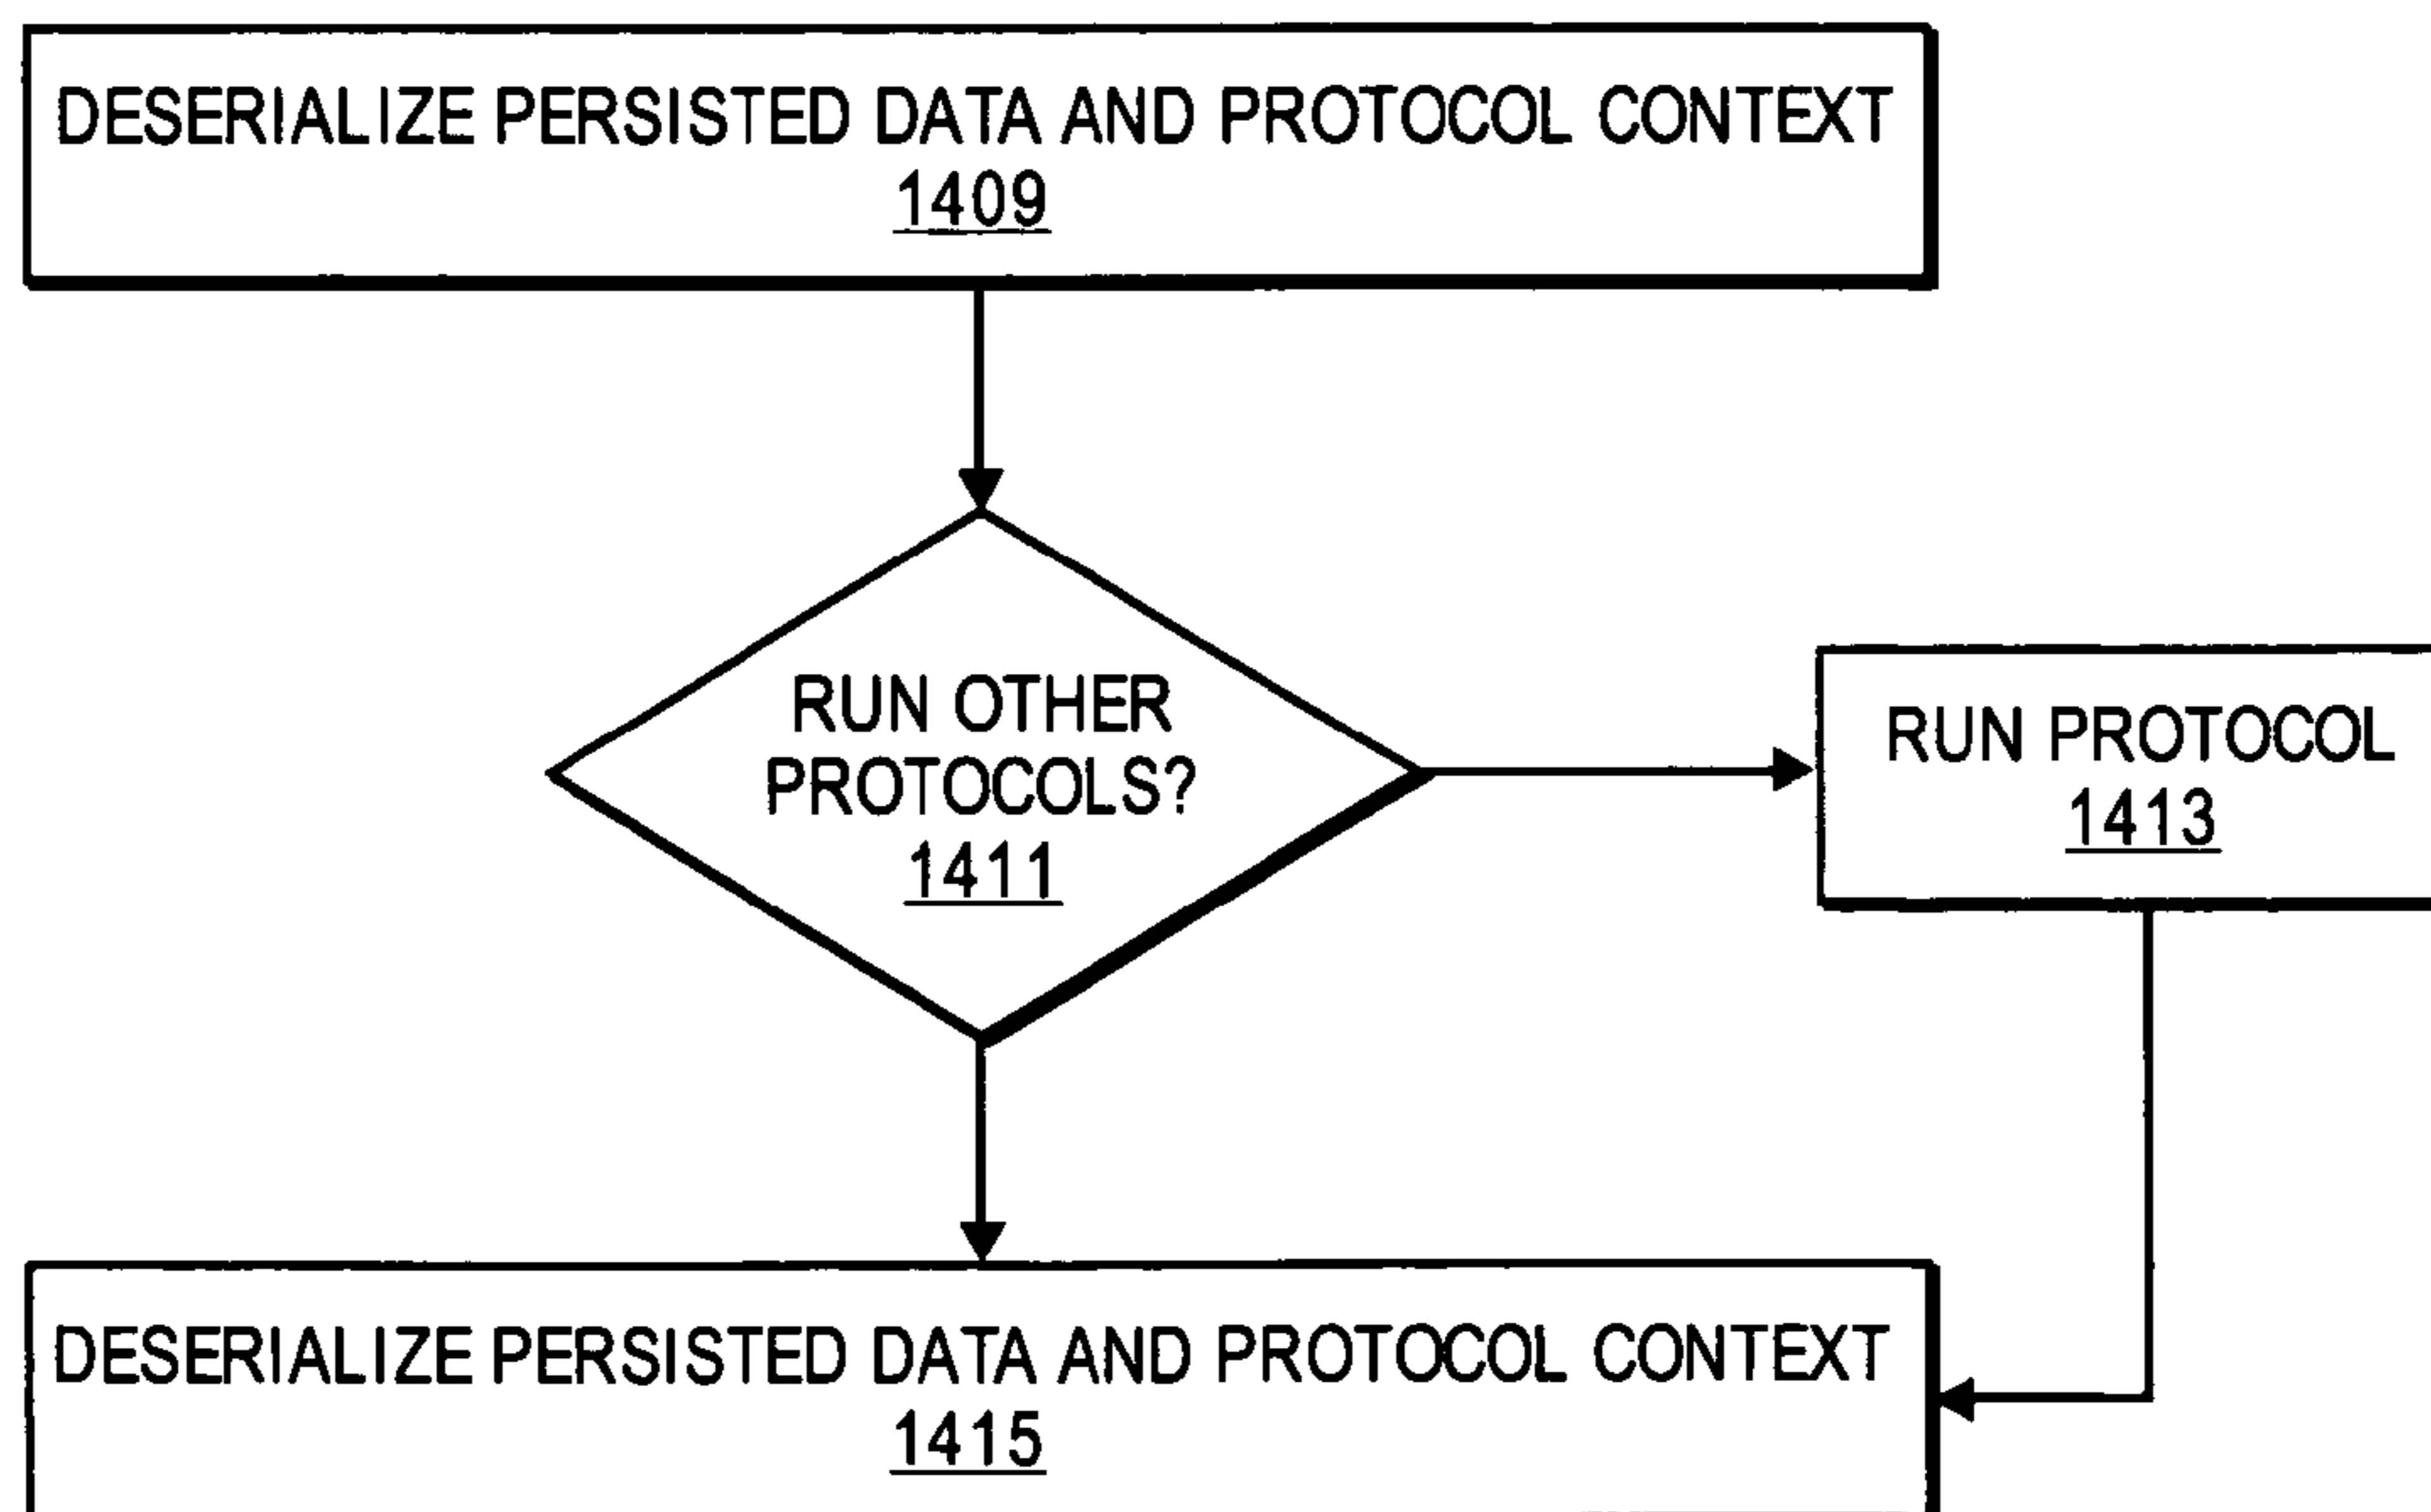 DESERIALIZE PERSISTED DATA AND PROTOCOL CONTEXT
1409
RUN OTHER
PROTOCOLS?
1411
RUN PROTOCOL
1413
DESERIALIZE PERSISTED DATA AND PROTOCOL CONTEXT
1415